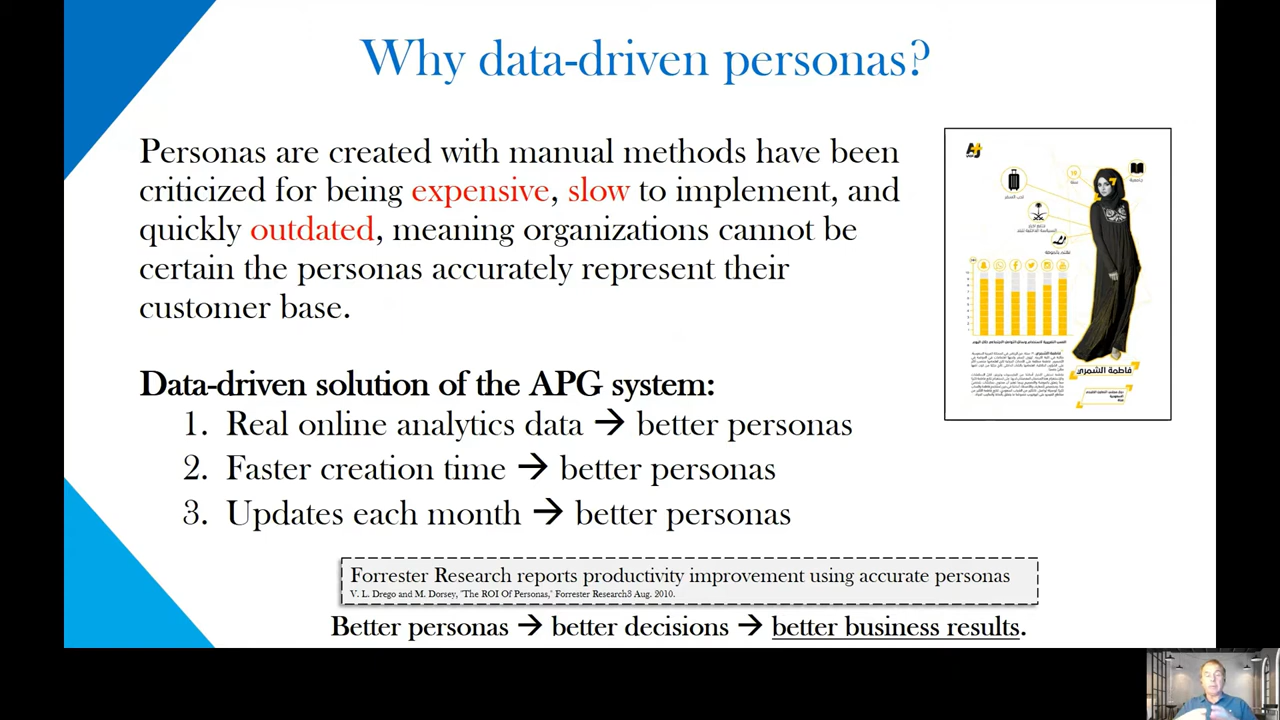 Why data-driven personas?
Personas are created with manual methods have been
criticized for being expensive, slow to implement, and
quickly outdated, meaning organizations cannot be
certain the personas accurately represent their
customer base.
فاطمة الشمري
of the APG system:
1. Real online analytics data → better personas
2. Faster creation time → better personas
3. Updates each month → better personas
Forrester Research reports productivity improvement using accurate personas
V. L. Drego and M. Dorsey, "The ROI Of Personas," Forrester Research3 Aug. 2010.
Better personas → better decisions → better business results.